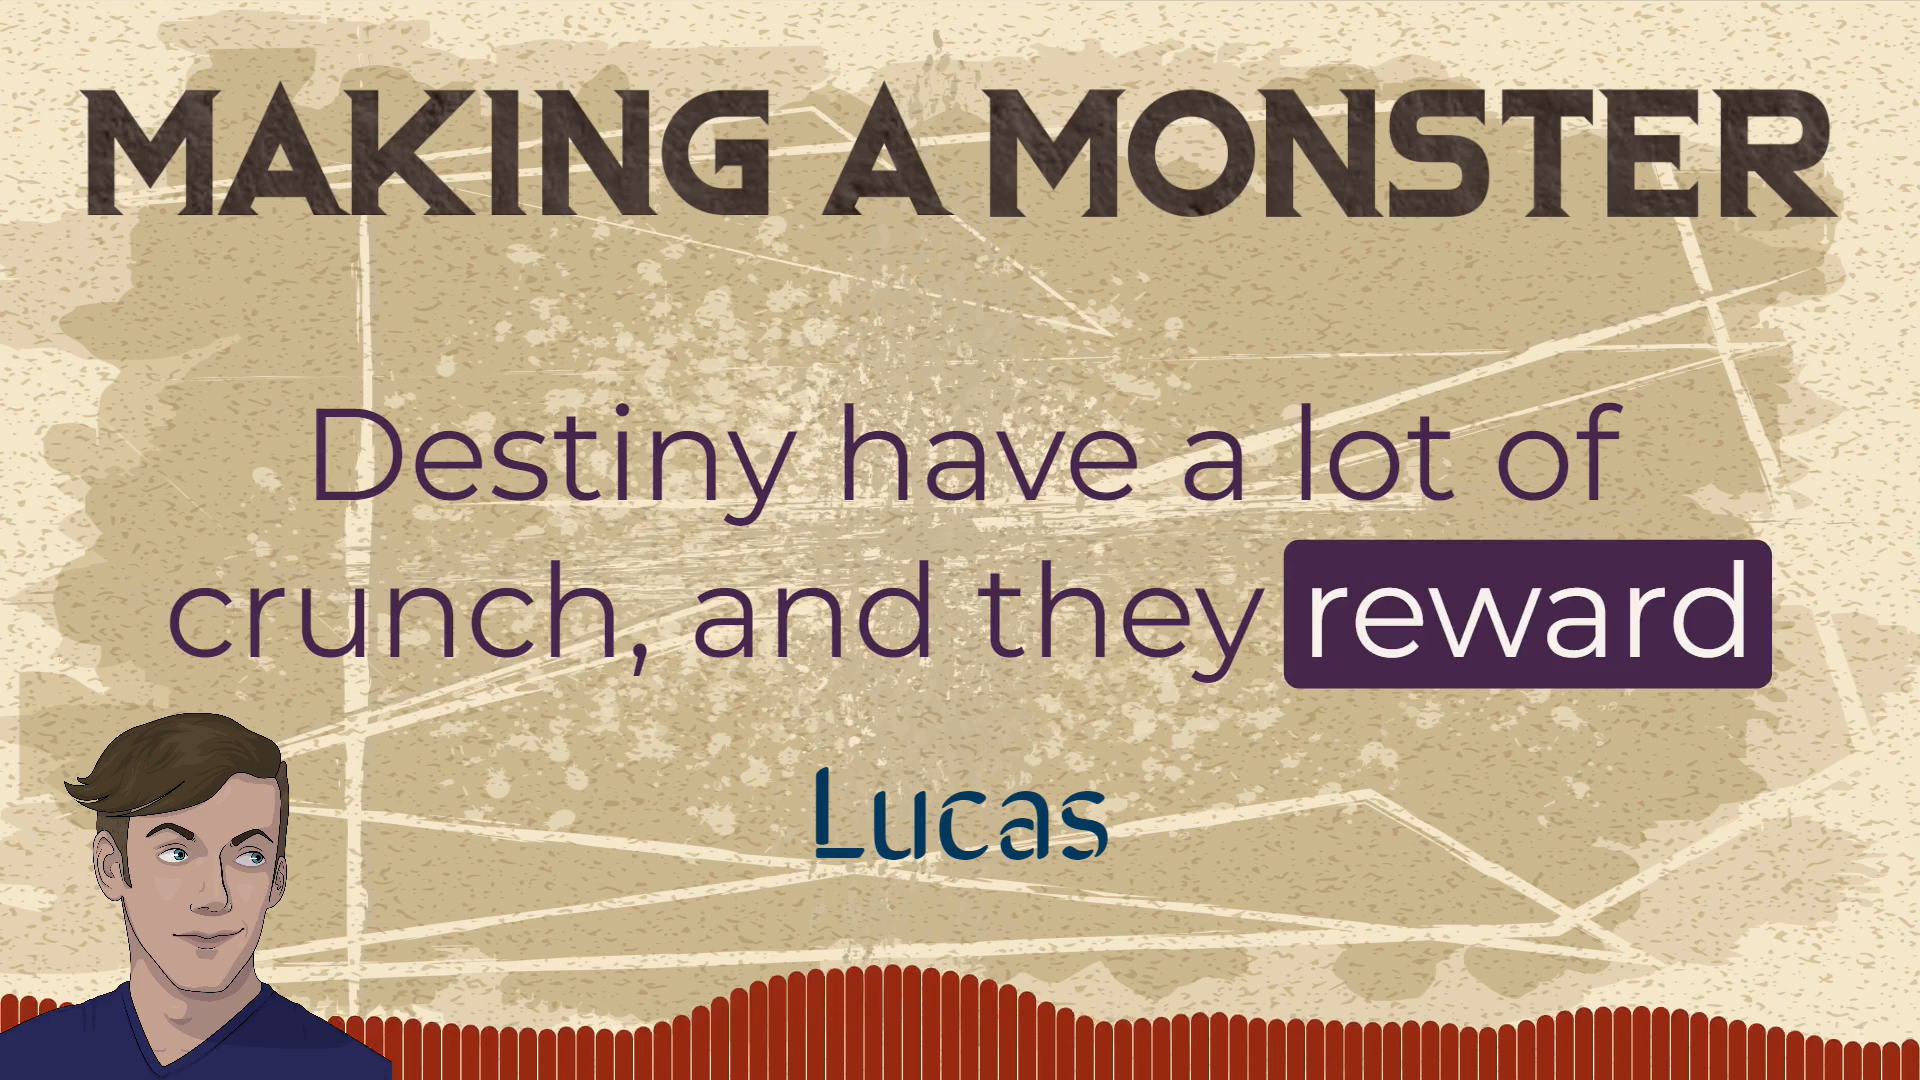 MAKING A MONSTER
Destiny have a lot of
crunch, and they reward
Lucas